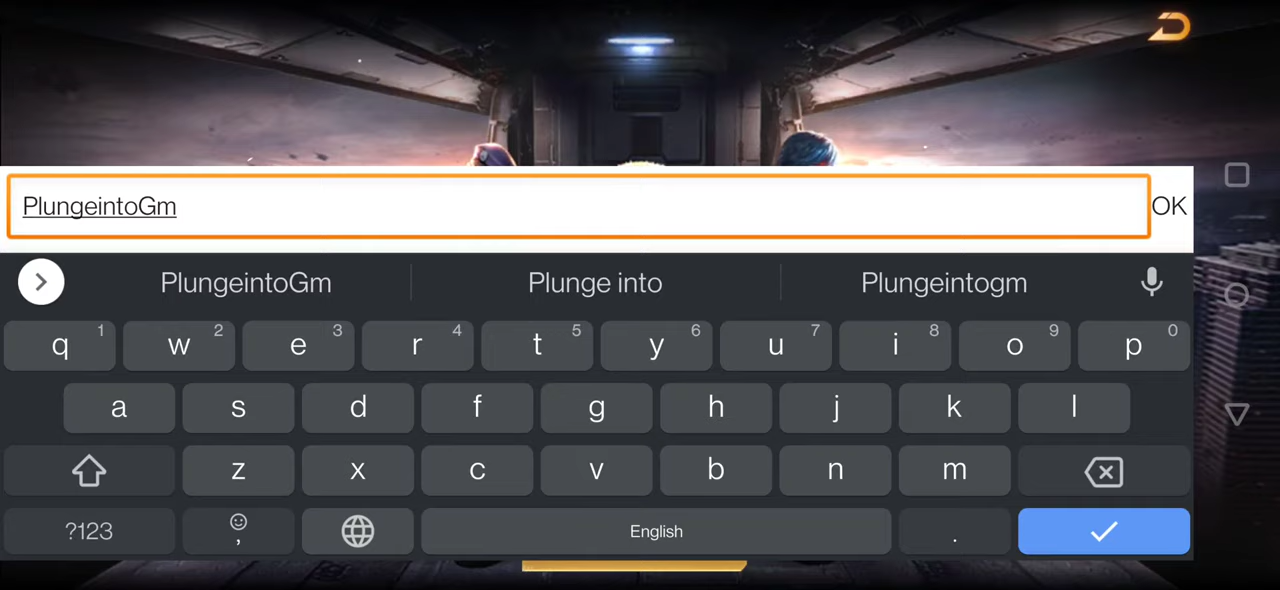 PlungeintoGm
OK
PlungeintoGm Plunge into Plungeintogm
q 1 w 2 e 3 r 4 t 5 y 6 u 7 i 8 o 9 p 0
a s d f g h j k l
z x c v b n m
?123 , English .